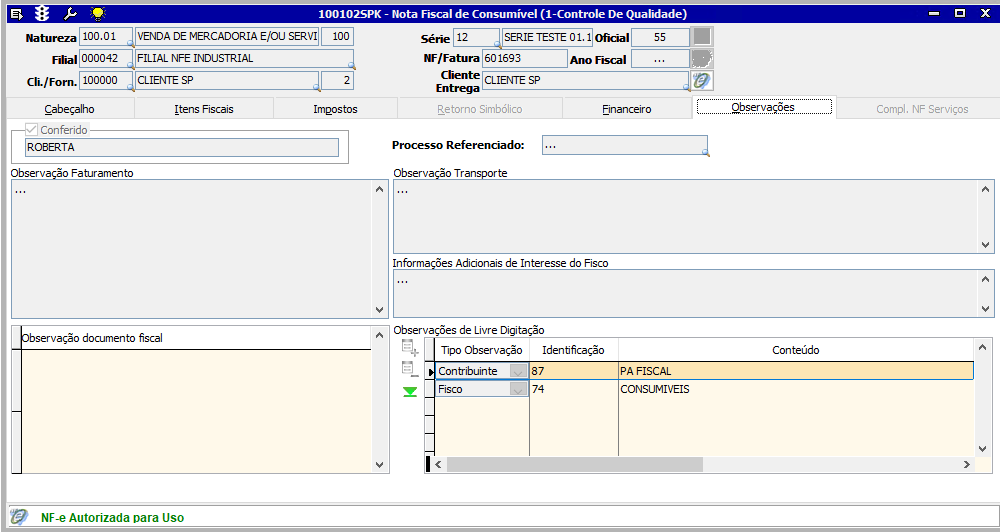 100102SPK - Nota Fiscal de Consumível (1-Controle De Qualidade)
Natureza 100.01 VENDA DE MERCADORIA E/OU SERVI 100 Série 12 SERIE TESTE 01.1 Oficial 55
Filial 000042 FILIAL NFE INDUSTRIAL NF/Fatura 601693 Ano Fiscal ...
Cli./Forn. 100000 CLIENTE SP 2 Cliente Entrega CLIENTE SP
Cabeçalho Itens Fiscais Impostos Retorno Simbólico Financeiro Observações Compl. NF Serviços
Conferido
ROBERTA
Processo Referenciado: ...
Observação Faturamento
...
Observação Transporte
...
Informações Adicionais de Interesse do Fisco
...
Observação documento fiscal
Observações de Livre Digitação
Tipo Observação Identificação Conteúdo
Contribuinte 87 PA FISCAL
Fisco 74 CONSUMIVEIS
NF-e Autorizada para Uso